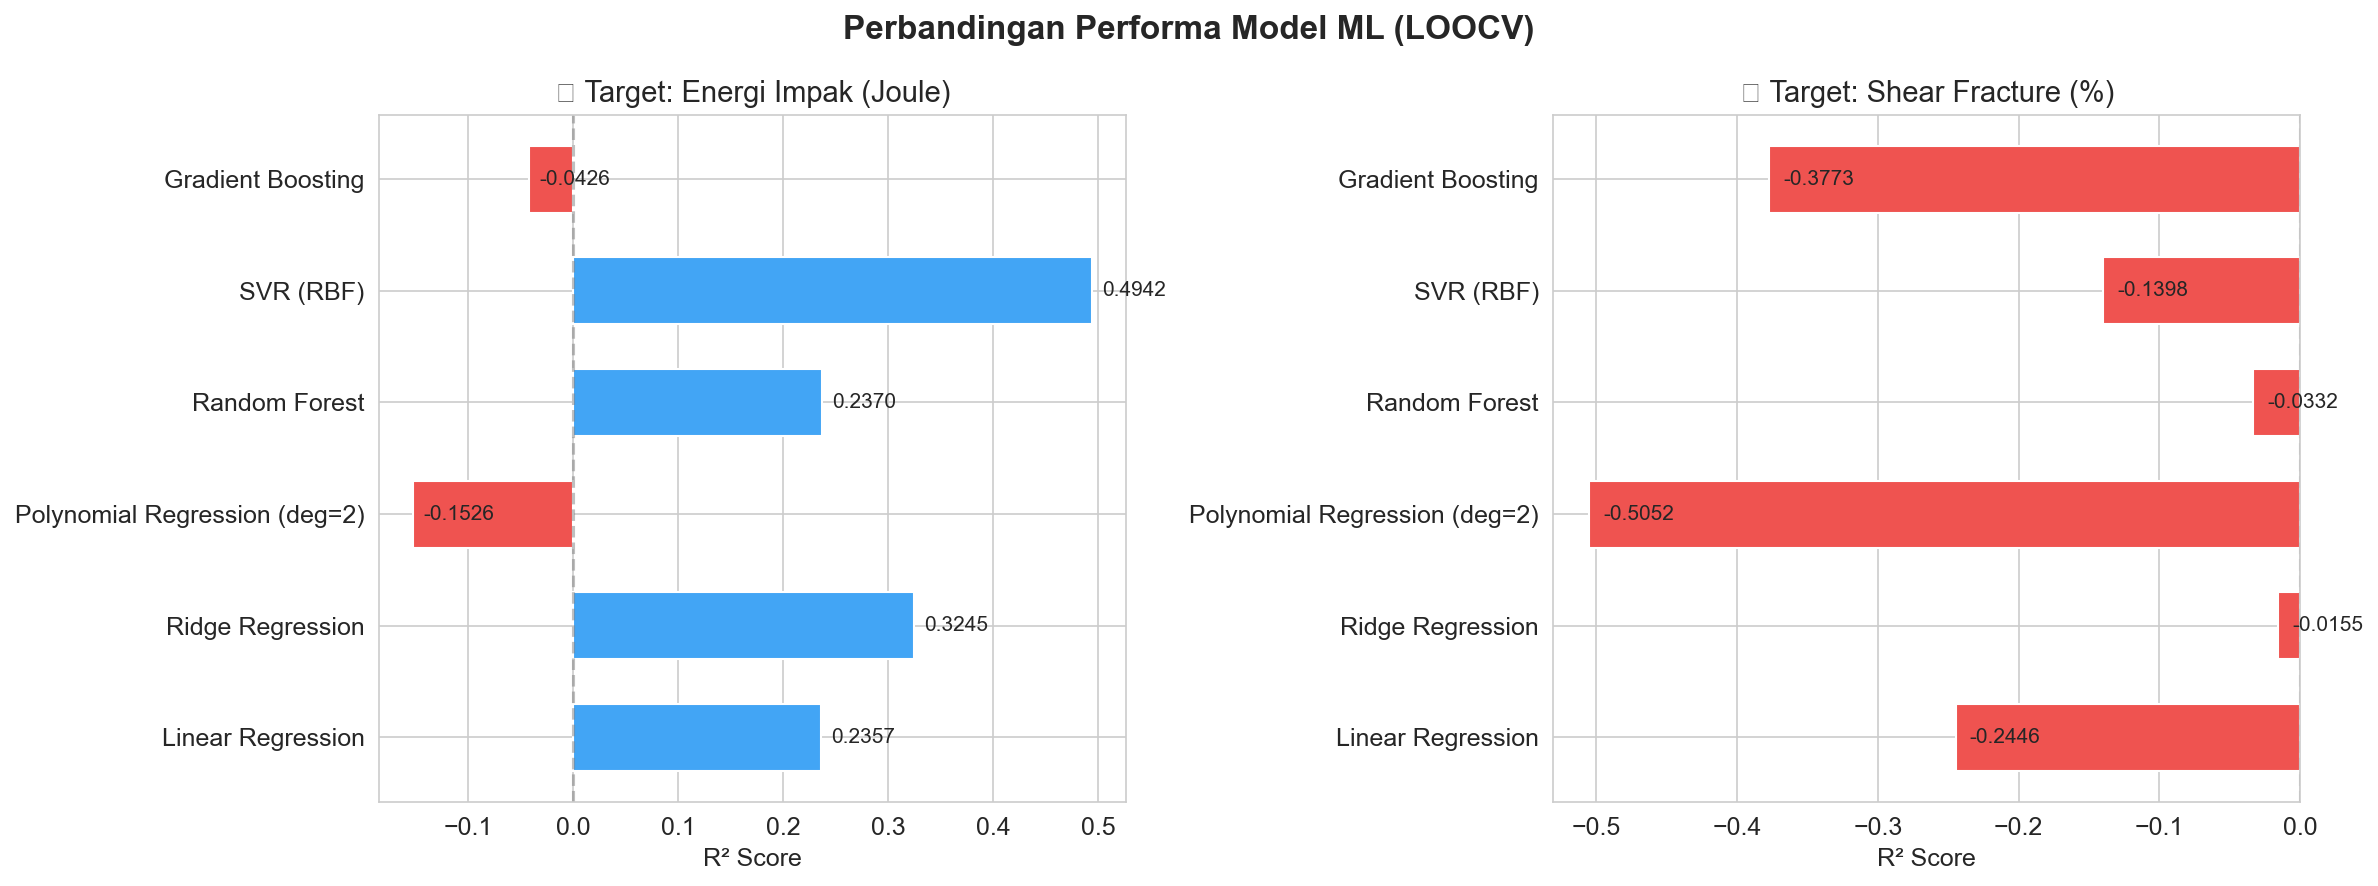 Perbandingan Performa Model ML (LOOCV)
Target: Energi Impak (Joule)
Gradient Boosting
-0.0426
SVR (RBF)
0.4942
Random Forest
0.2370
Polynomial Regression (deg=2)
-0.1526
Ridge Regression
0.3245
Linear Regression
0.2357
−0.1 0.0 0.1 0.2 0.3 0.4 0.5
R² Score
Target: Shear Fracture (%)
Gradient Boosting
-0.3773
SVR (RBF)
-0.1398
Random Forest
-0.0332
Polynomial Regression (deg=2)
-0.5052
Ridge Regression
-0.0155
Linear Regression
-0.2446
−0.5 −0.4 −0.3 −0.2 −0.1 0.0
R² Score